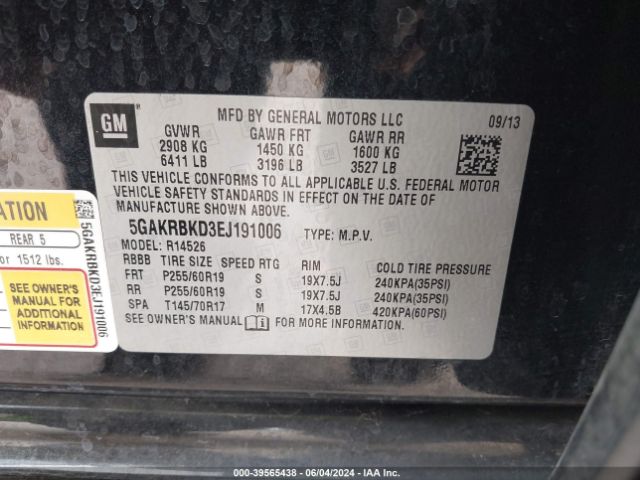 GM
MFD BY GENERAL MOTORS LLC
09/13
GVWR GAWR FRT GAWR RR
2908 KG 1450 KG 1600 KG
6411 LB 3196 LB 3527 LB
THIS VEHICLE CONFORMS TO ALL APPLICABLE U.S. FEDERAL MOTOR
VEHICLE SAFETY STANDARDS IN EFFECT ON THE DATE OF
MANUFACTURE SHOWN ABOVE.
5GAKRBKD3EJ191006 TYPE: M.P.V.
MODEL: R14526
RBBB TIRE SIZE SPEED RTG RIM COLD TIRE PRESSURE
FRT P255/60R19 S 19X7.5J 240KPA(35PSI)
RR P255/60R19 S 19X7.5J 240KPA(35PSI)
SPA T145/70R17 M 17X4.5B 420KPA(60PSI)
SEE OWNER'S MANUAL FOR MORE INFORMATION
REAR 5
or 1512 lbs.
SEE OWNER'S
MANUAL FOR
ADDITIONAL
INFORMATION
5GAKRBKD3EJ191006
000-39565438 - 06/04/2024 - IAA Inc.